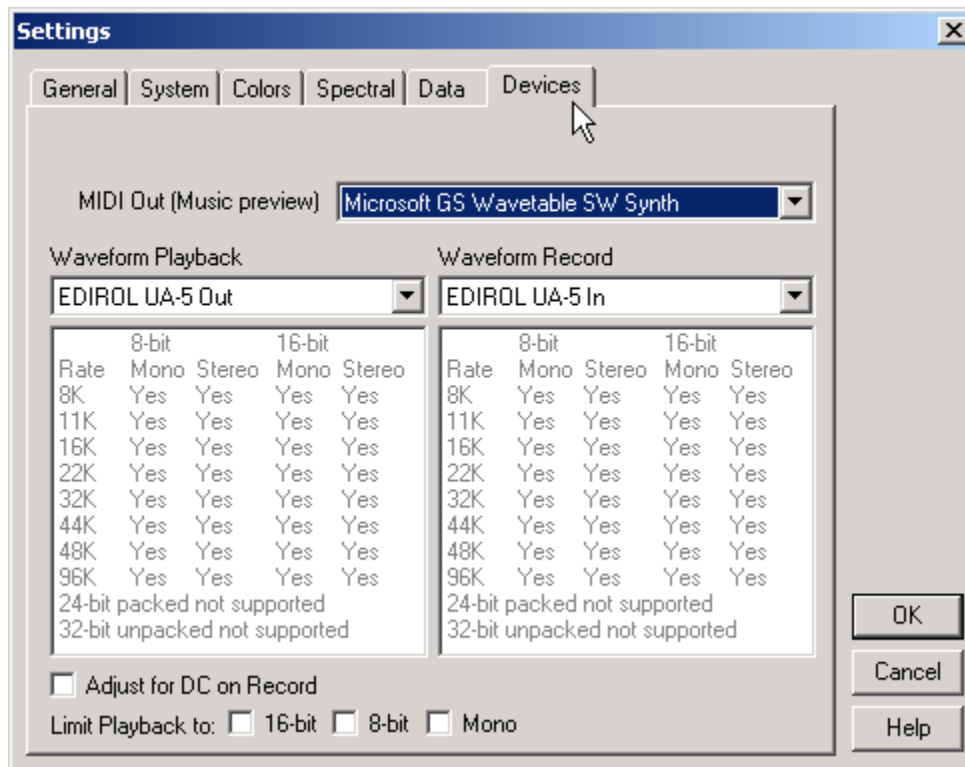 Settings
General System Colors Spectral Data Devices
MIDI Out (Music preview) Microsoft GS Wavetable SW Synth
Waveform Playback
EDIROL UA-5 Out
8-bit 16-bit
Rate Mono Stereo Mono Stereo
8K Yes Yes Yes Yes
11K Yes Yes Yes Yes
16K Yes Yes Yes Yes
22K Yes Yes Yes Yes
32K Yes Yes Yes Yes
44K Yes Yes Yes Yes
48K Yes Yes Yes Yes
96K Yes Yes Yes Yes
24-bit packed not supported
32-bit unpacked not supported
Waveform Record
EDIROL UA-5 In
8-bit 16-bit
Rate Mono Stereo Mono Stereo
8K Yes Yes Yes Yes
11K Yes Yes Yes Yes
16K Yes Yes Yes Yes
22K Yes Yes Yes Yes
32K Yes Yes Yes Yes
44K Yes Yes Yes Yes
48K Yes Yes Yes Yes
96K Yes Yes Yes Yes
24-bit packed not supported
32-bit unpacked not supported
Adjust for DC on Record
Limit Playback to: 16-bit 8-bit Mono
OK
Cancel
Help